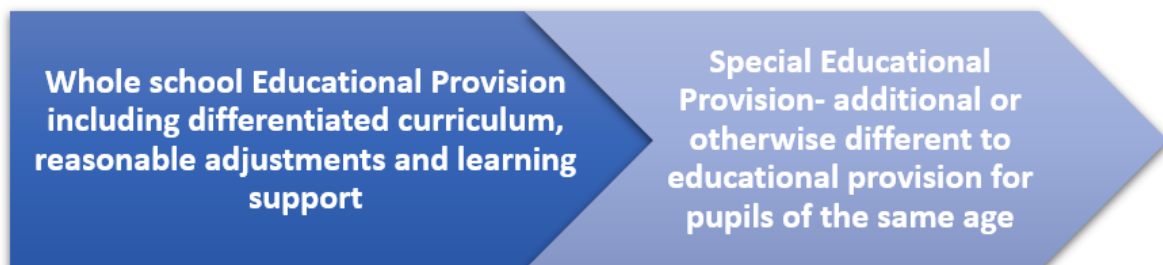 Whole school Educational Provision
including differentiated curriculum,
reasonable adjustments and learning
support
Special Educational
Provision- additional or
otherwise different to
educational provision for
pupils of the same age